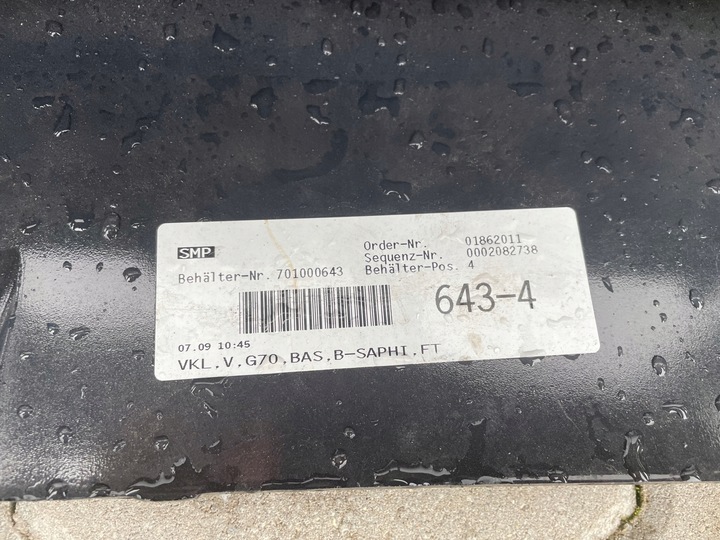 SMP
Order-Nr. 01862011
Sequenz-Nr. 0002082738
Behälter-Nr. 701000643 Behälter-Pos. 4
643-4
07.09 10:45
VKL,V,G70,BAS,B-SAPHI,FT